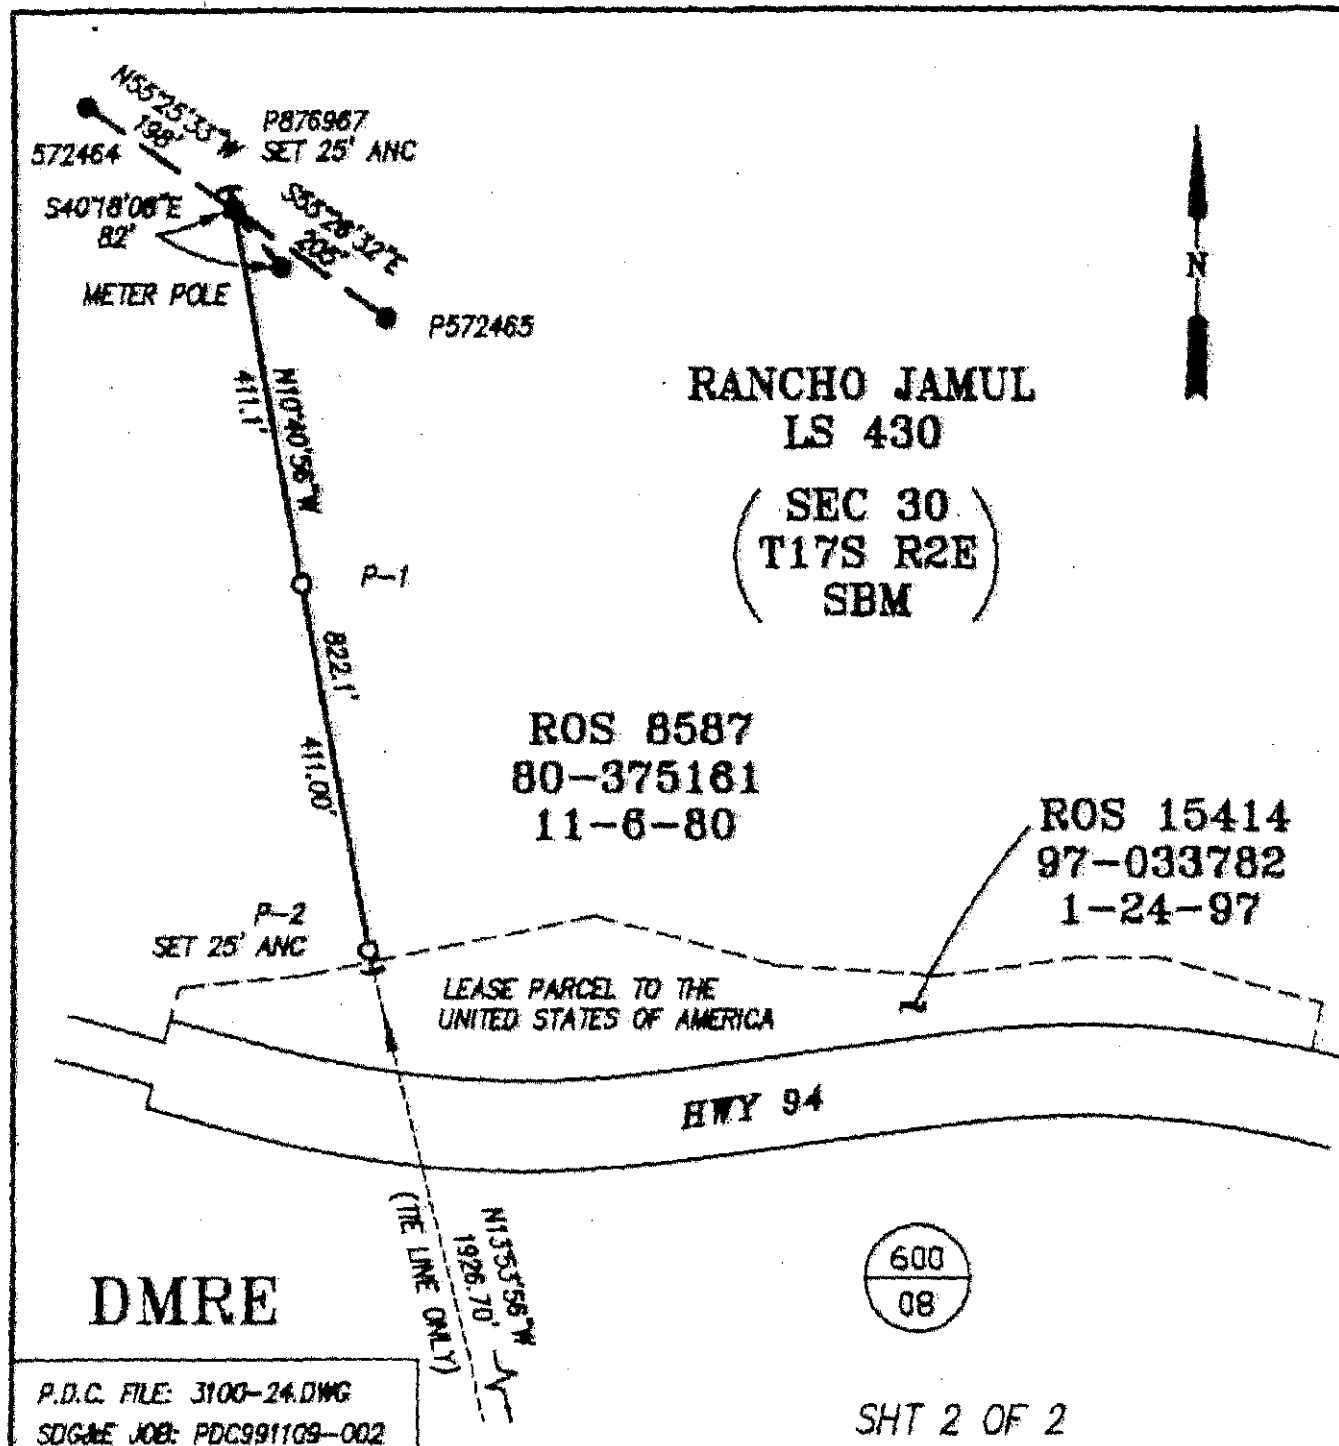 N55°25'33"W
198'
572464
P876967
SET 25' ANC
S40°18'08"E
82'
S55°28'32"E
205'
METER POLE
P572465
N
RANCHO JAMUL
LS 430
SEC 30
T17S R2E
SBM
N10°40'56"W
411.1'
P-1
822.1'
411.00'
ROS 8587
80-375161
11-6-80
ROS 15414
97-033782
1-24-97
P-2
SET 25' ANC
LEASE PARCEL TO THE
UNITED STATES OF AMERICA
HWY 94
N13°53'56"W
1926.70'
(TIE LINE ONLY)
600
08
DMRE
P.D.C. FILE: 3100-24.DWG
SDG&E JOB: PDC991109-002
SHT 2 OF 2